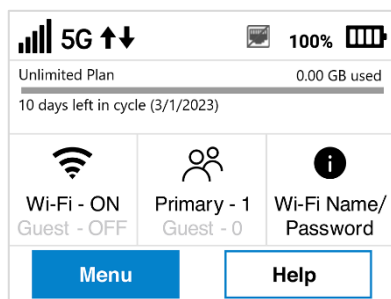 5G 100%
Unlimited Plan 0.00 GB used
10 days left in cycle (3/1/2023)
Wi-Fi - ON Primary - 1 Wi-Fi Name/
Guest - OFF Guest - 0 Password
Menu Help